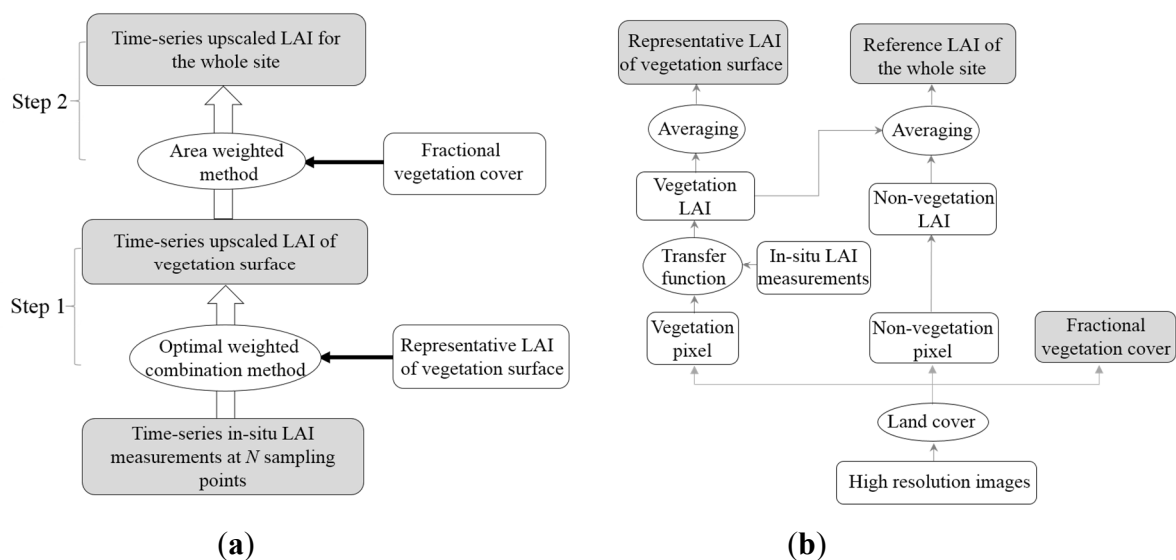 Time-series upscaled LAI for
the whole site
Step 2
Area weighted
method
Fractional
vegetation cover
Time-series upscaled LAI of
vegetation surface
Step 1
Optimal weighted
combination method
Representative LAI
of vegetation surface
Time-series in-situ LAI
measurements at N sampling
points
(a)
Representative LAI
of vegetation surface
Reference LAI of
the whole site
Averaging
Averaging
Vegetation
LAI
Non-vegetation
LAI
Transfer
function
In-situ LAI
measurements
Vegetation
pixel
Non-vegetation
pixel
Fractional
vegetation cover
Land cover
High resolution images
(b)